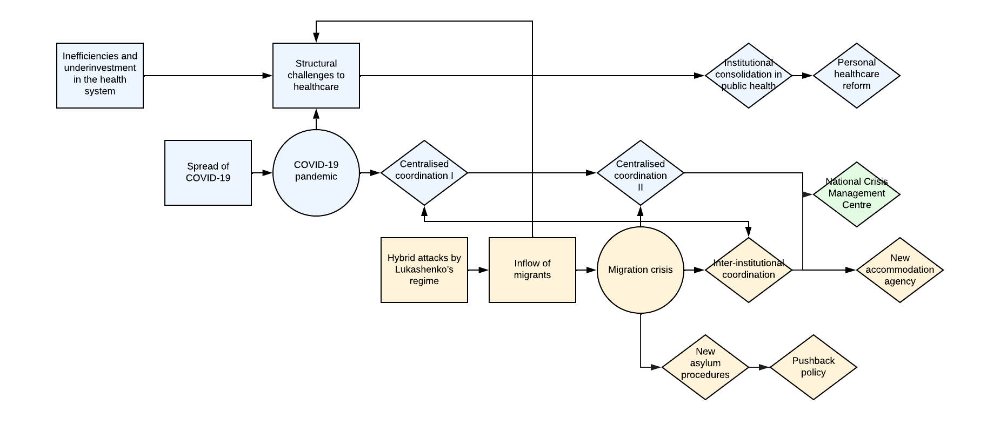 Inefficiencies and
underinvestment
in the health
system
Structural
challenges to
healthcare
Institutional
consolidation in
public health
Personal
healthcare
reform
Spread of
COVID-19
COVID-19
pandemic
Centralised
coordination I
Centralised
coordination
II
National Crisis
Management
Centre
Hybrid attacks by
Lukashenko's
regime
Inflow of
migrants
Migration crisis
Inter-institutional
coordination
New
accommodation
agency
New
asylum
procedures
Pushback
policy